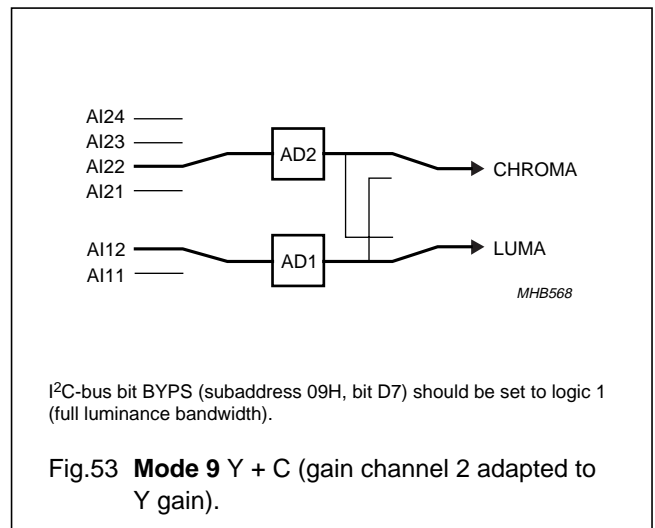 AI24
AI23
AI22
AI21
AD2
CHROMA
AI12
AI11
AD1
LUMA
MHB568
I²C-bus bit BYPS (subaddress 09H, bit D7) should be set to logic 1
(full luminance bandwidth).
Fig.53 Mode 9 Y + C (gain channel 2 adapted to
Y gain).